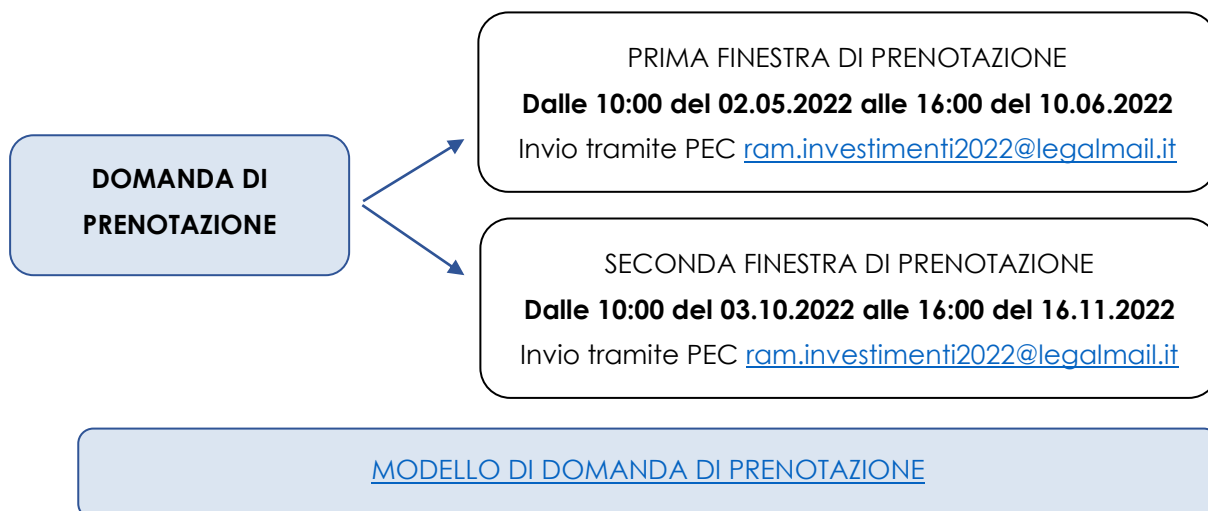 PRIMA FINESTRA DI PRENOTAZIONE
Dalle 10:00 del 02.05.2022 alle 16:00 del 10.06.2022
Invio tramite PEC ram.investimenti2022@legalmail.it
DOMANDA DI
PRENOTAZIONE
SECONDA FINESTRA DI PRENOTAZIONE
Dalle 10:00 del 03.10.2022 alle 16:00 del 16.11.2022
Invio tramite PEC ram.investimenti2022@legalmail.it
MODELLO DI DOMANDA DI PRENOTAZIONE